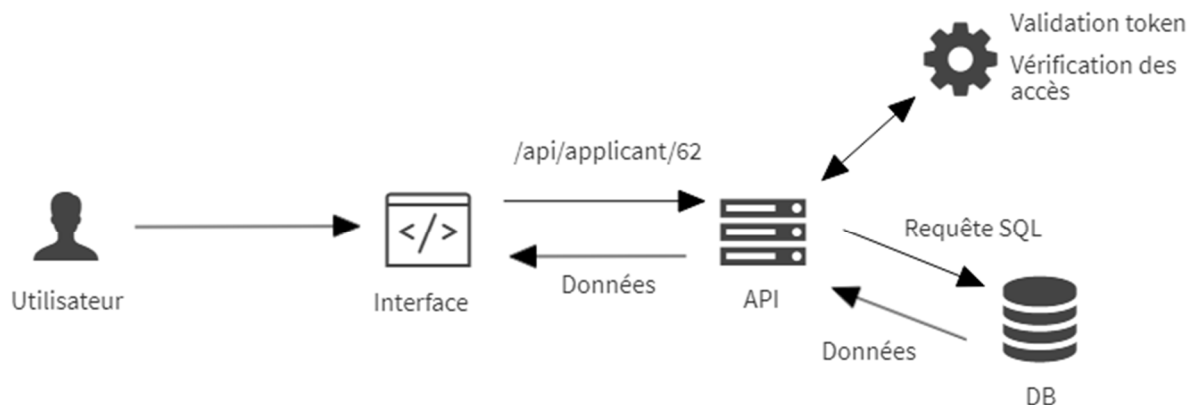 Validation token
Vérification des
accès
/api/applicant/62
</>
Requête SQL
Utilisateur
Interface
Données
API
Données
DB